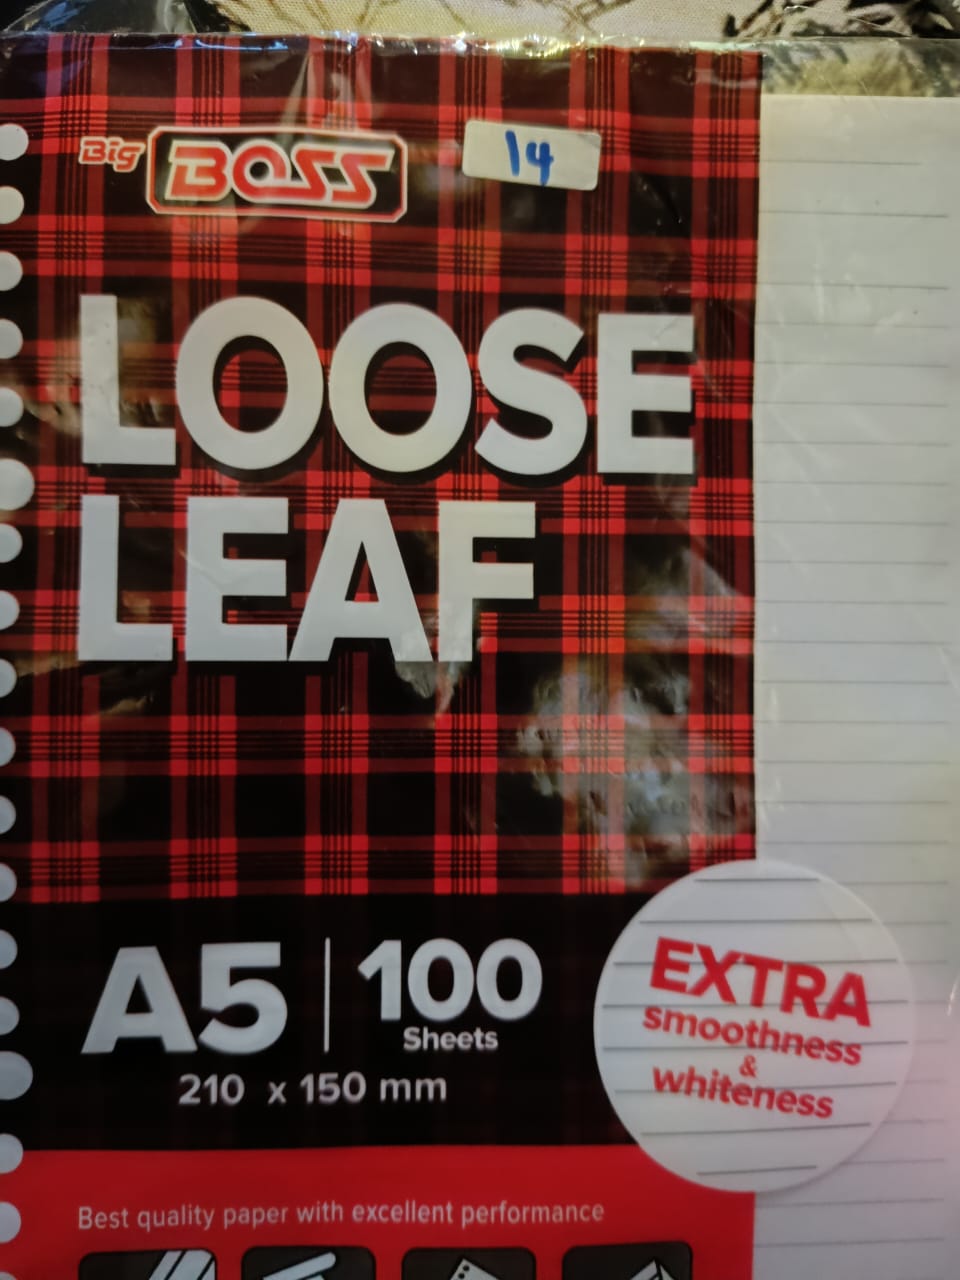 Big BOSS
14
LOOSE
LEAF
A5 | 100
Sheets
210 x 150 mm
EXTRA
smoothness
&
whiteness
Best quality paper with excellent performance